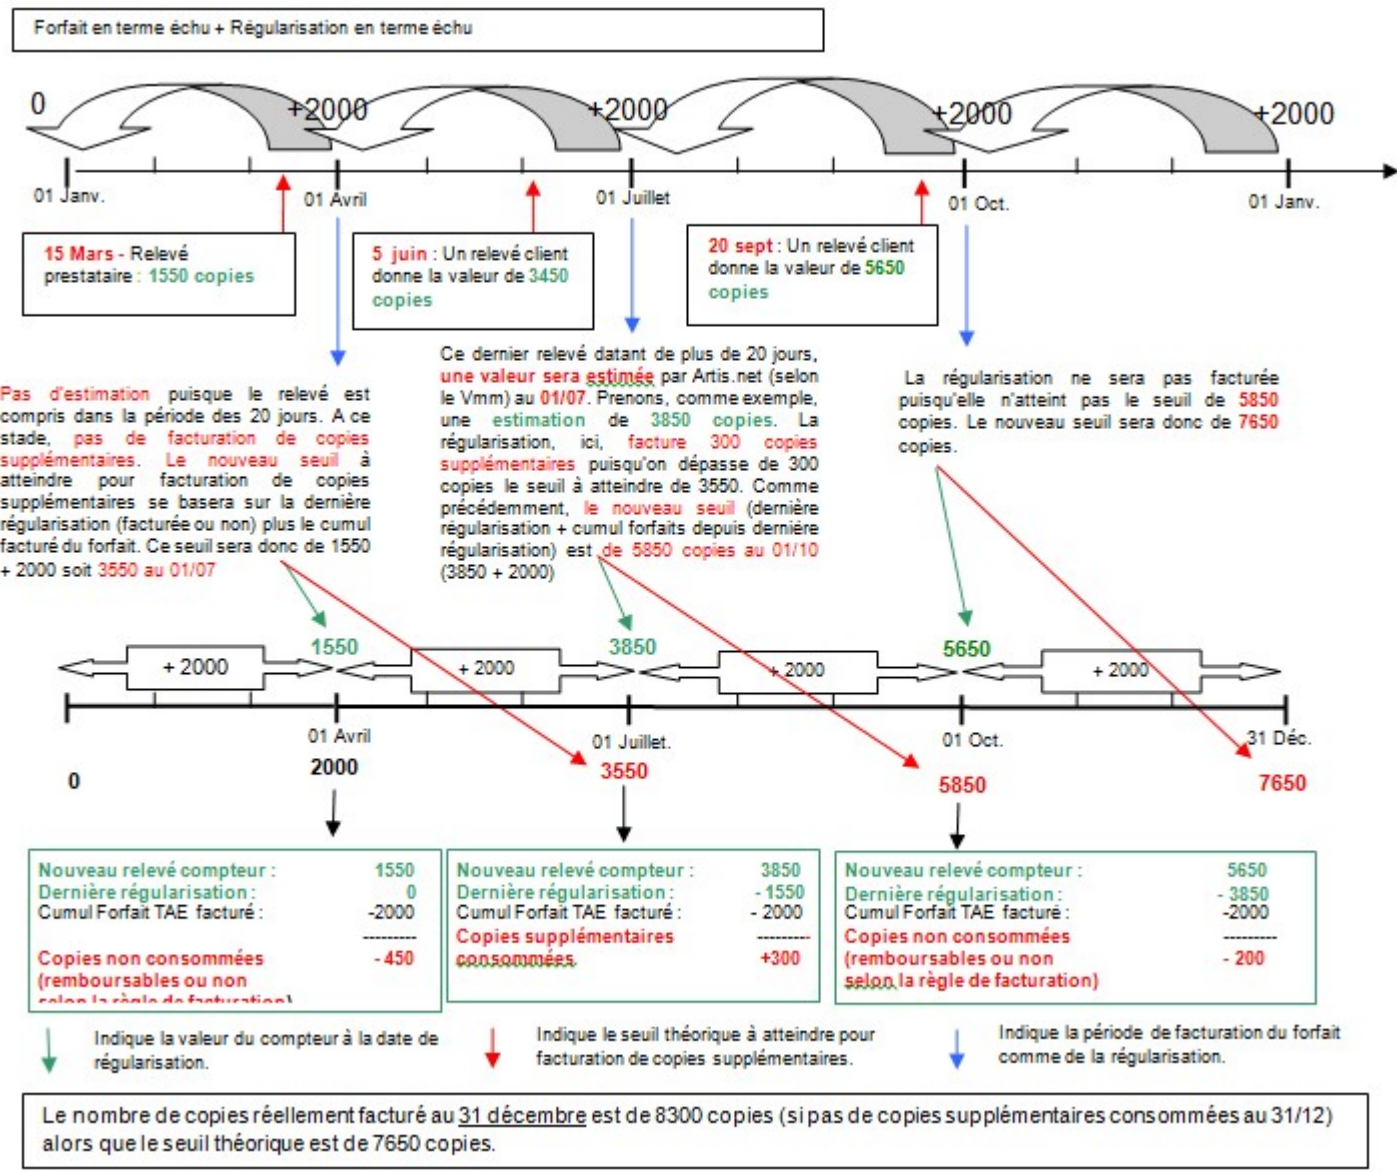 Forfait en terme échu + Régularisation en terme échu
0
+2000
+2000
+2000
+2000
01 Janv.
01 Avril
01 Juillet
01 Oct.
01 Janv.
15 Mars - Relevé
prestataire : 1550 copies
5 juin : Un relevé client
donne la valeur de 3450
copies
20 sept : Un relevé client
donne la valeur de 5650
copies
Pas d'estimation puisque le relevé est
compris dans la période des 20 jours. A ce
stade, pas de facturation de copies
supplémentaires. Le nouveau seuil à
atteindre pour facturation de copies
supplémentaires se basera sur la dernière
régularisation (facturée ou non) plus le cumul
facturé du forfait. Ce seuil sera donc de 1550
+ 2000 soit 3550 au 01/07
Ce dernier relevé datant de plus de 20 jours,
une valeur sera estimée par Artis.net (selon
le Vmm) au 01/07. Prenons, comme exemple,
une estimation de 3850 copies. La
régularisation, ici, facture 300 copies
supplémentaires puisqu'on dépasse de 300
copies le seuil à atteindre de 3550. Comme
précédemment, le nouveau seuil (dernière
régularisation + cumul forfaits depuis dernière
régularisation) est de 5850 copies au 01/10
(3850 + 2000)
La régularisation ne sera pas facturée
puisqu'elle n'atteint pas le seuil de 5850
copies. Le nouveau seuil sera donc de 7650
copies.
1550
3850
5650
+ 2000
+ 2000
+ 2000
+ 2000
01 Avril
01 Juillet.
01 Oct.
31 Déc.
0
2000
3550
5850
7650
Nouveau relevé compteur : 1550
Dernière régularisation : 0
Cumul Forfait TAE facturé : -2000
---------
Copies non consommées - 450
(remboursables ou non
selon la règle de facturation)
Nouveau relevé compteur : 3850
Dernière régularisation : - 1550
Cumul Forfait TAE facturé : - 2000
Copies supplémentaires ---------
consommées +300
Nouveau relevé compteur : 5650
Dernière régularisation : - 3850
Cumul Forfait TAE facturé : -2000
Copies non consommées ---------
(remboursables ou non - 200
selon la règle de facturation)
Indique la valeur du compteur à la date de
régularisation.
Indique le seuil théorique à atteindre pour
facturation de copies supplémentaires.
Indique la période de facturation du forfait
comme de la régularisation.
Le nombre de copies réellement facturé au 31 décembre est de 8300 copies (si pas de copies supplémentaires consommées au 31/12)
alors que le seuil théorique est de 7650 copies.